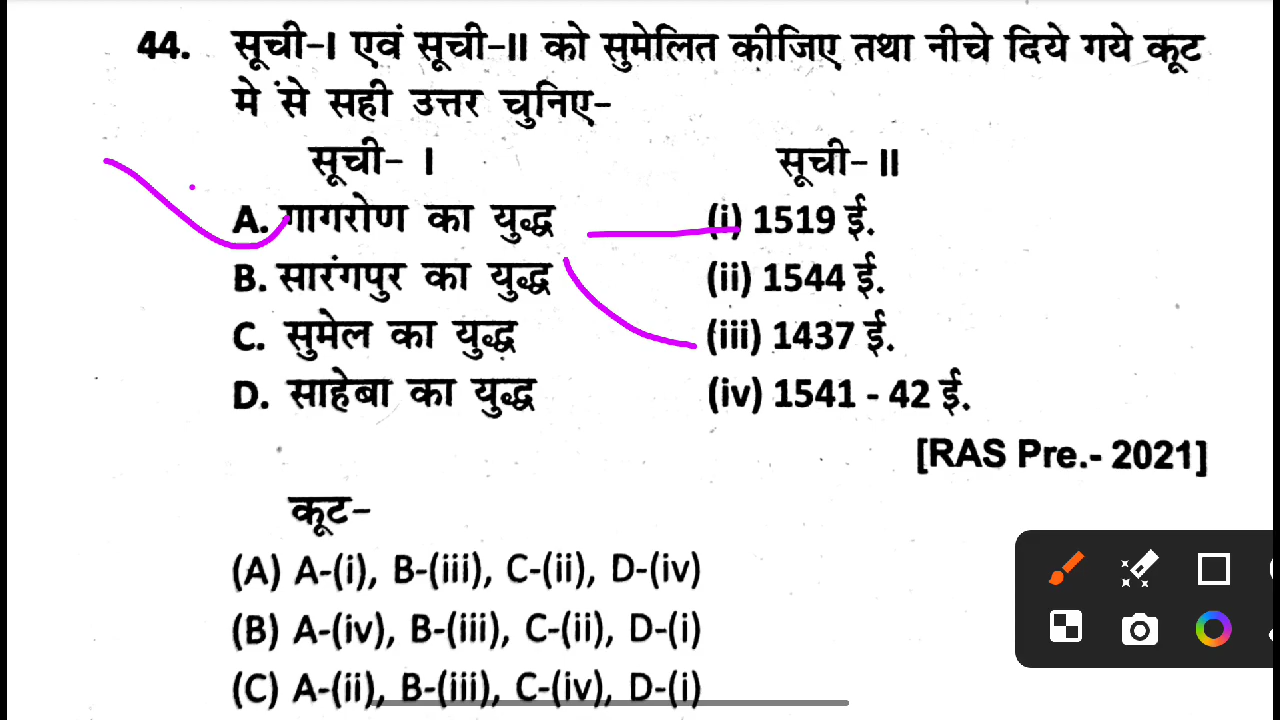 44. सूची-I एवं सूची-II को सुमेलित कीजिए तथा नीचे दिये गये कूट
मे से सही उत्तर चुनिए-
सूची- I सूची- II
A. गागरोण का युद्ध (i) 1519 ई.
B. सारंगपुर का युद्ध (ii) 1544 ई.
C. सुमेल का युद्ध (iii) 1437 ई.
D. साहेबा का युद्ध (iv) 1541 - 42 ई.
[RAS Pre.- 2021]
कूट-
(A) A-(i), B-(iii), C-(ii), D-(iv)
(B) A-(iv), B-(iii), C-(ii), D-(i)
(C) A-(ii), B-(iii), C-(iv), D-(i)